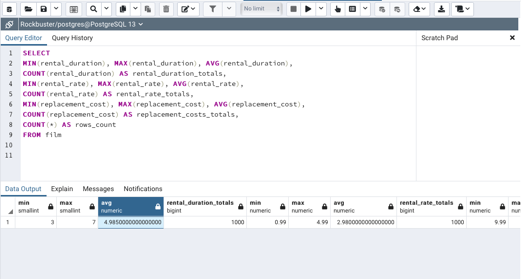 No limit
Rockbuster/postgres@PostgreSQL 13
Query Editor Query History
Scratch Pad
1 SELECT
2 MIN(rental_duration), MAX(rental_duration), AVG(rental_duration),
3 COUNT(rental_duration) AS rental_duration_totals,
4 MIN(rental_rate), MAX(rental_rate), AVG(rental_rate),
5 COUNT(rental_rate) AS rental_rate_totals,
6 MIN(replacement_cost), MAX(replacement_cost), AVG(replacement_cost),
7 COUNT(replacement_cost) AS replacement_costs_totals,
8 COUNT(*) AS rows_count
9 FROM film
10
11
Data Output Explain Messages Notifications
min max avg rental_duration_totals min max avg rental_rate_totals min ma
smallint smallint numeric bigint numeric numeric numeric bigint numeric nu
1 3 7 4.9850000000000000 1000 0.99 4.99 2.9800000000000000 1000 9.99